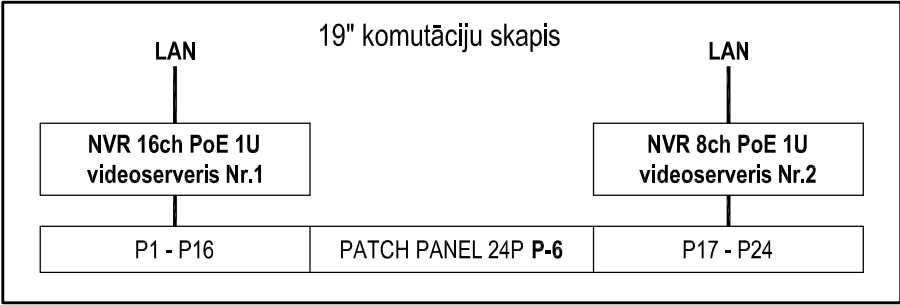 19" komutāciju skapis
LAN
LAN
NVR 16ch PoE 1U
videoserveris Nr.1
NVR 8ch PoE 1U
videoserveris Nr.2
P1 - P16
PATCH PANEL 24P P-6
P17 - P24